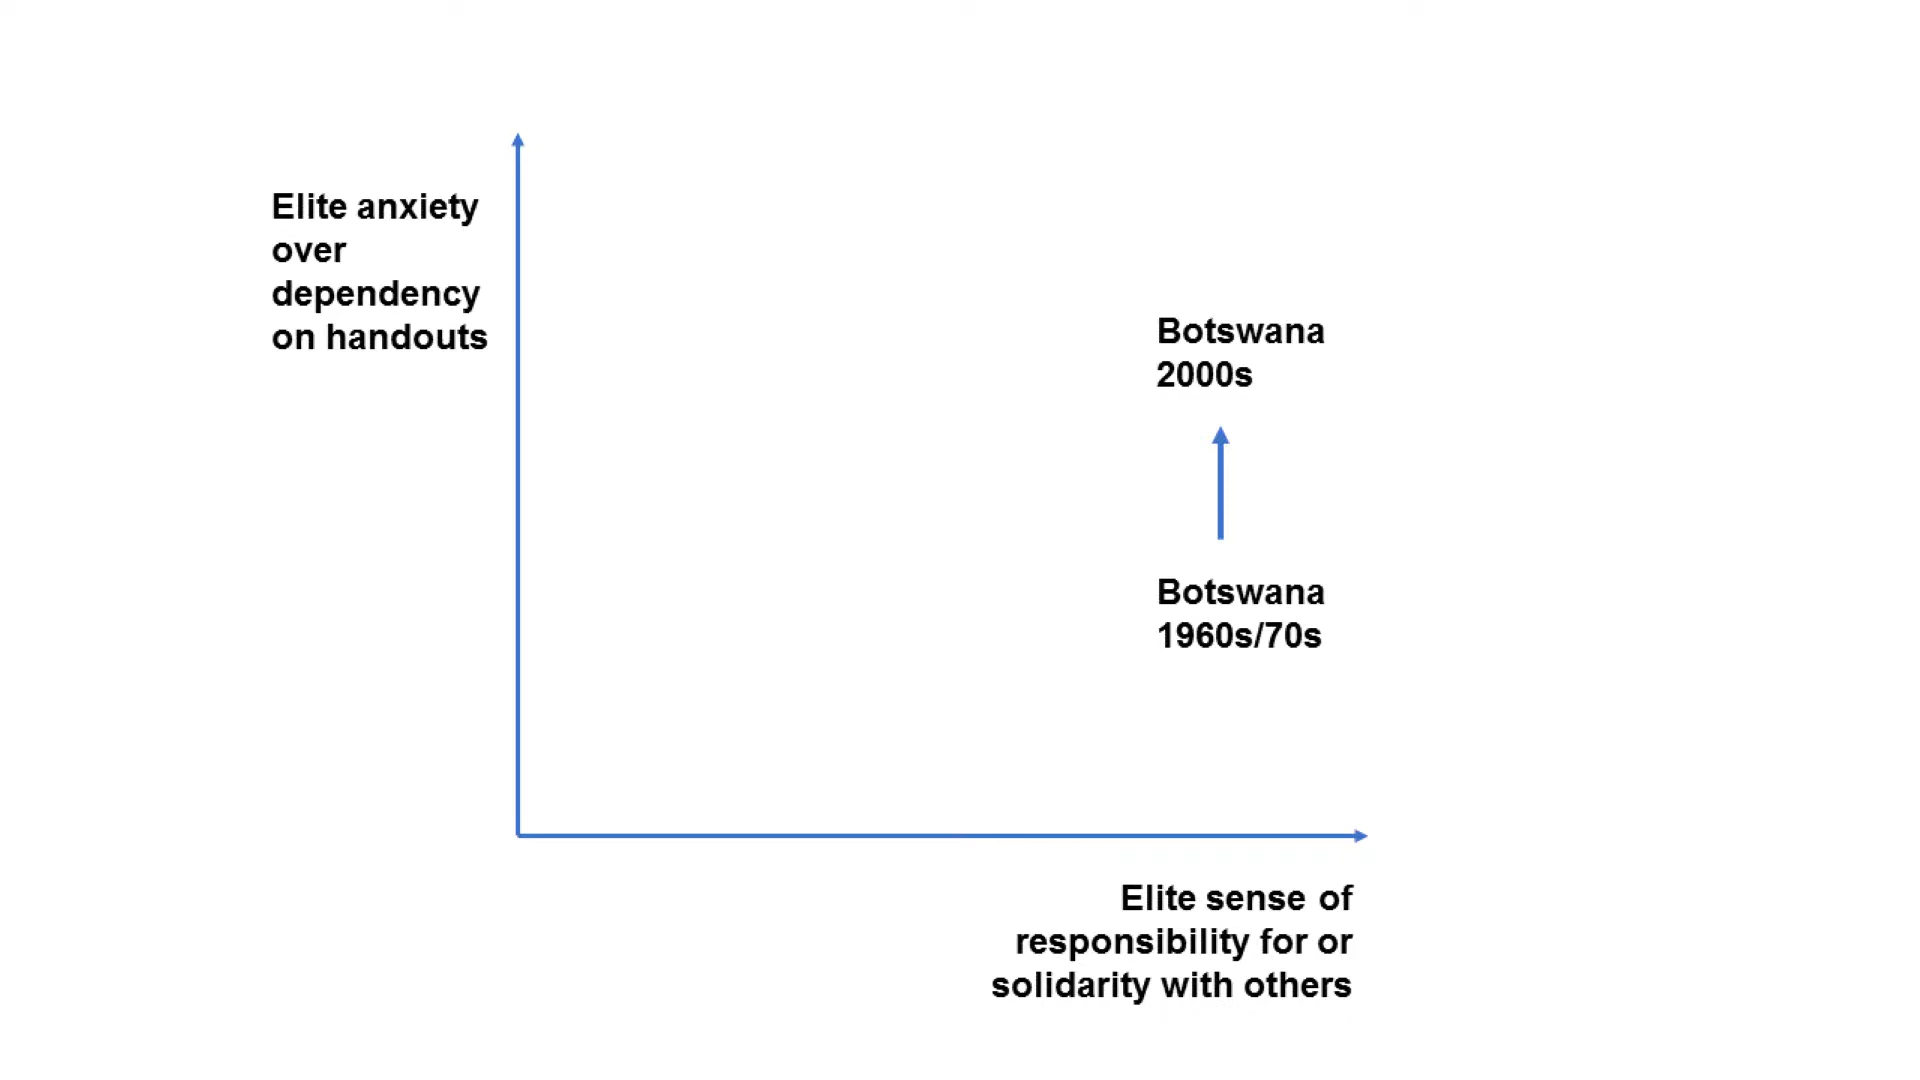 Elite anxiety
over
dependency
on handouts
Botswana
2000s
Botswana
1960s/70s
Elite sense of
responsibility for or
solidarity with others